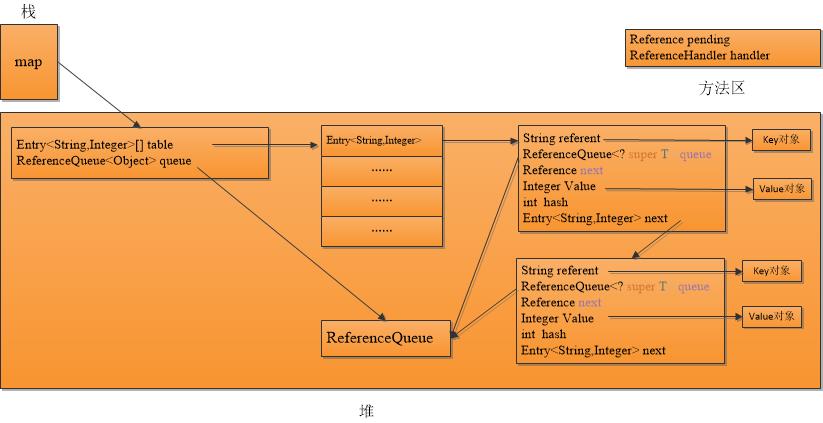 栈
map
Reference pending
ReferenceHandler handler
方法区
Entry<String,Integer>[] table
ReferenceQueue<Object> queue
Entry<String,Integer>
······
······
······
String referent
ReferenceQueue<? super T queue
Reference next
Integer Value
int hash
Entry<String,Integer> next
Key对象
Value对象
String referent
ReferenceQueue<? super T queue
Reference next
Integer Value
int hash
Entry<String,Integer> next
Key对象
Value对象
ReferenceQueue
堆